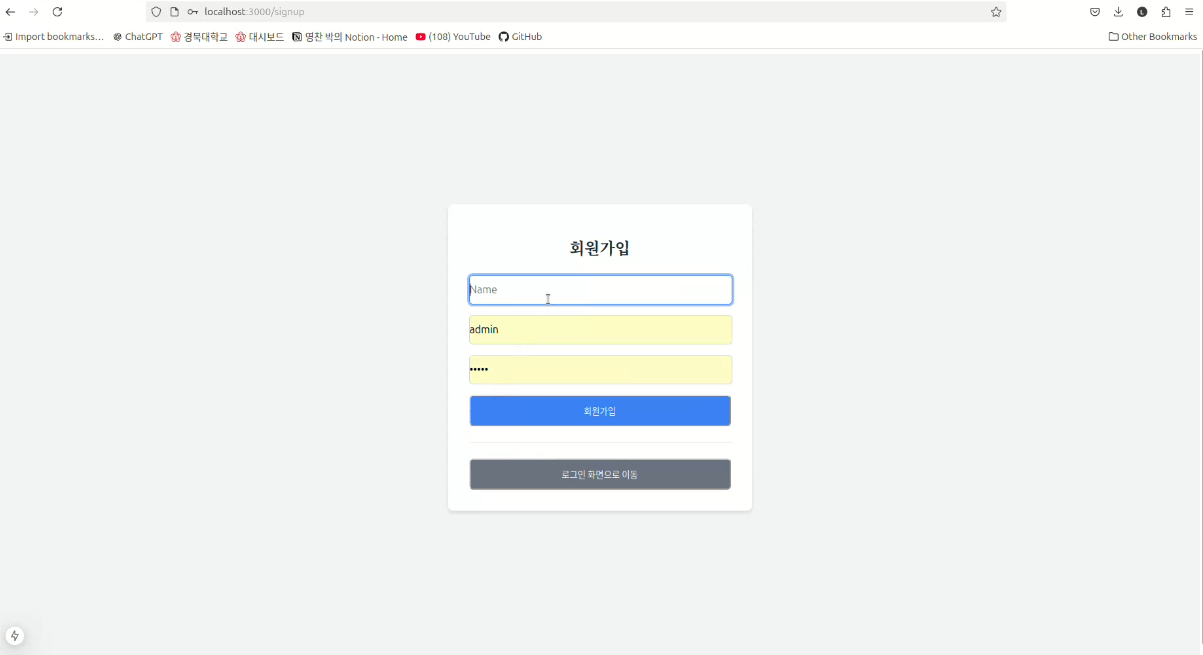 localhost:3000/signup
Import bookmarks... ChatGPT 경북대학교 대시보드 명찬 박의 Notion - Home (108) YouTube GitHub Other Bookmarks
회원가입
Name
admin
•••••
회원가입
로그인 화면으로 이동